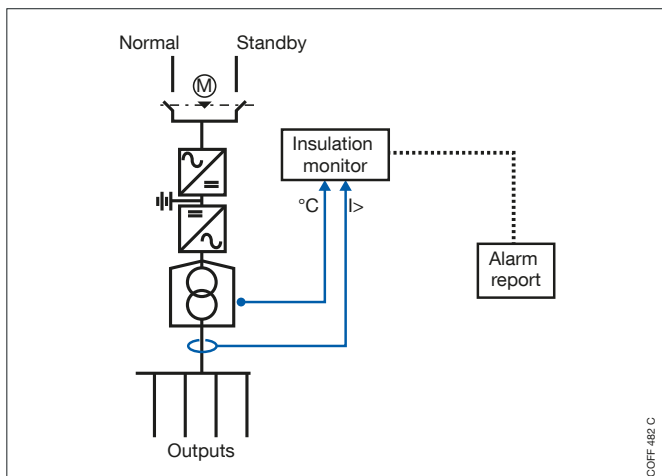 Normal
Standby
M
Insulation
monitor
°C
I>
Alarm
report
Outputs
COFF 482 C